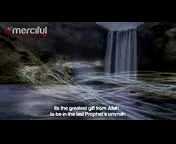 merciful
Its the greatest gift from Allah
to be in the last Prophet's ummah